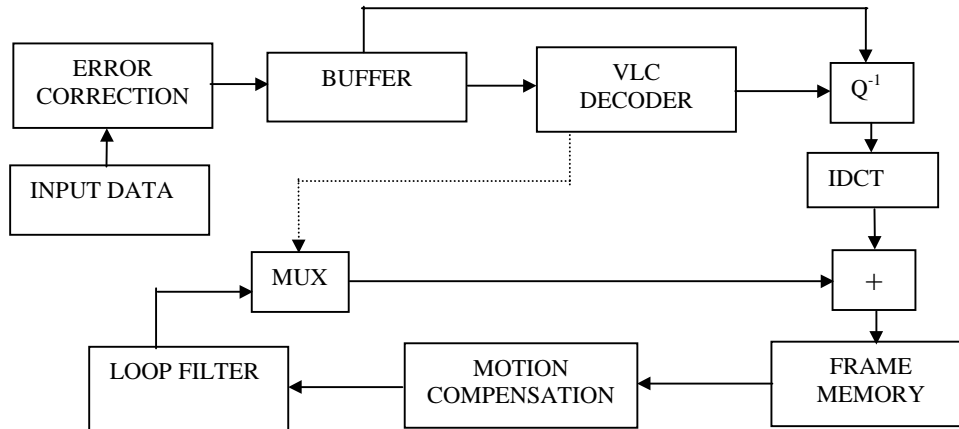 ERROR
CORRECTION
BUFFER
VLC
DECODER
Q⁻¹
INPUT DATA
IDCT
MUX
+
LOOP FILTER
MOTION
COMPENSATION
FRAME
MEMORY